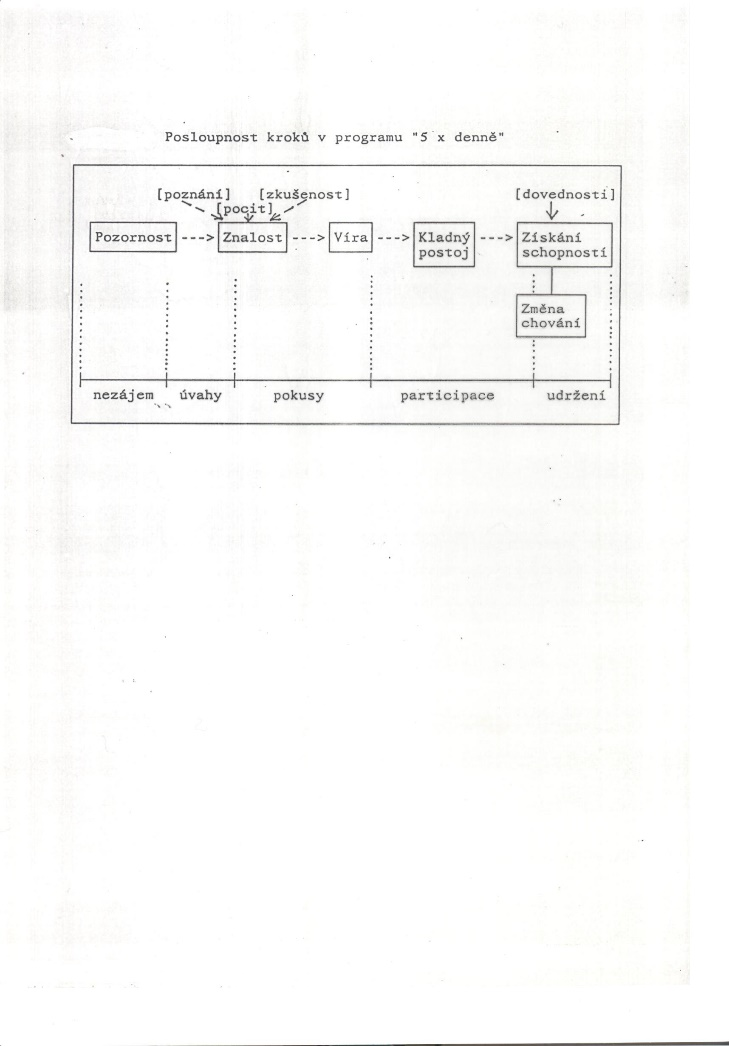 Posloupnost kroků v programu "5 x denně"
[poznání] [zkušenost] [dovednosti]
[pocit]
Pozornost ---> Znalost ---> Víra ---> Kladný ---> Získání
postoj schopností
Změna
chování
nezájem úvahy pokusy participace udržení